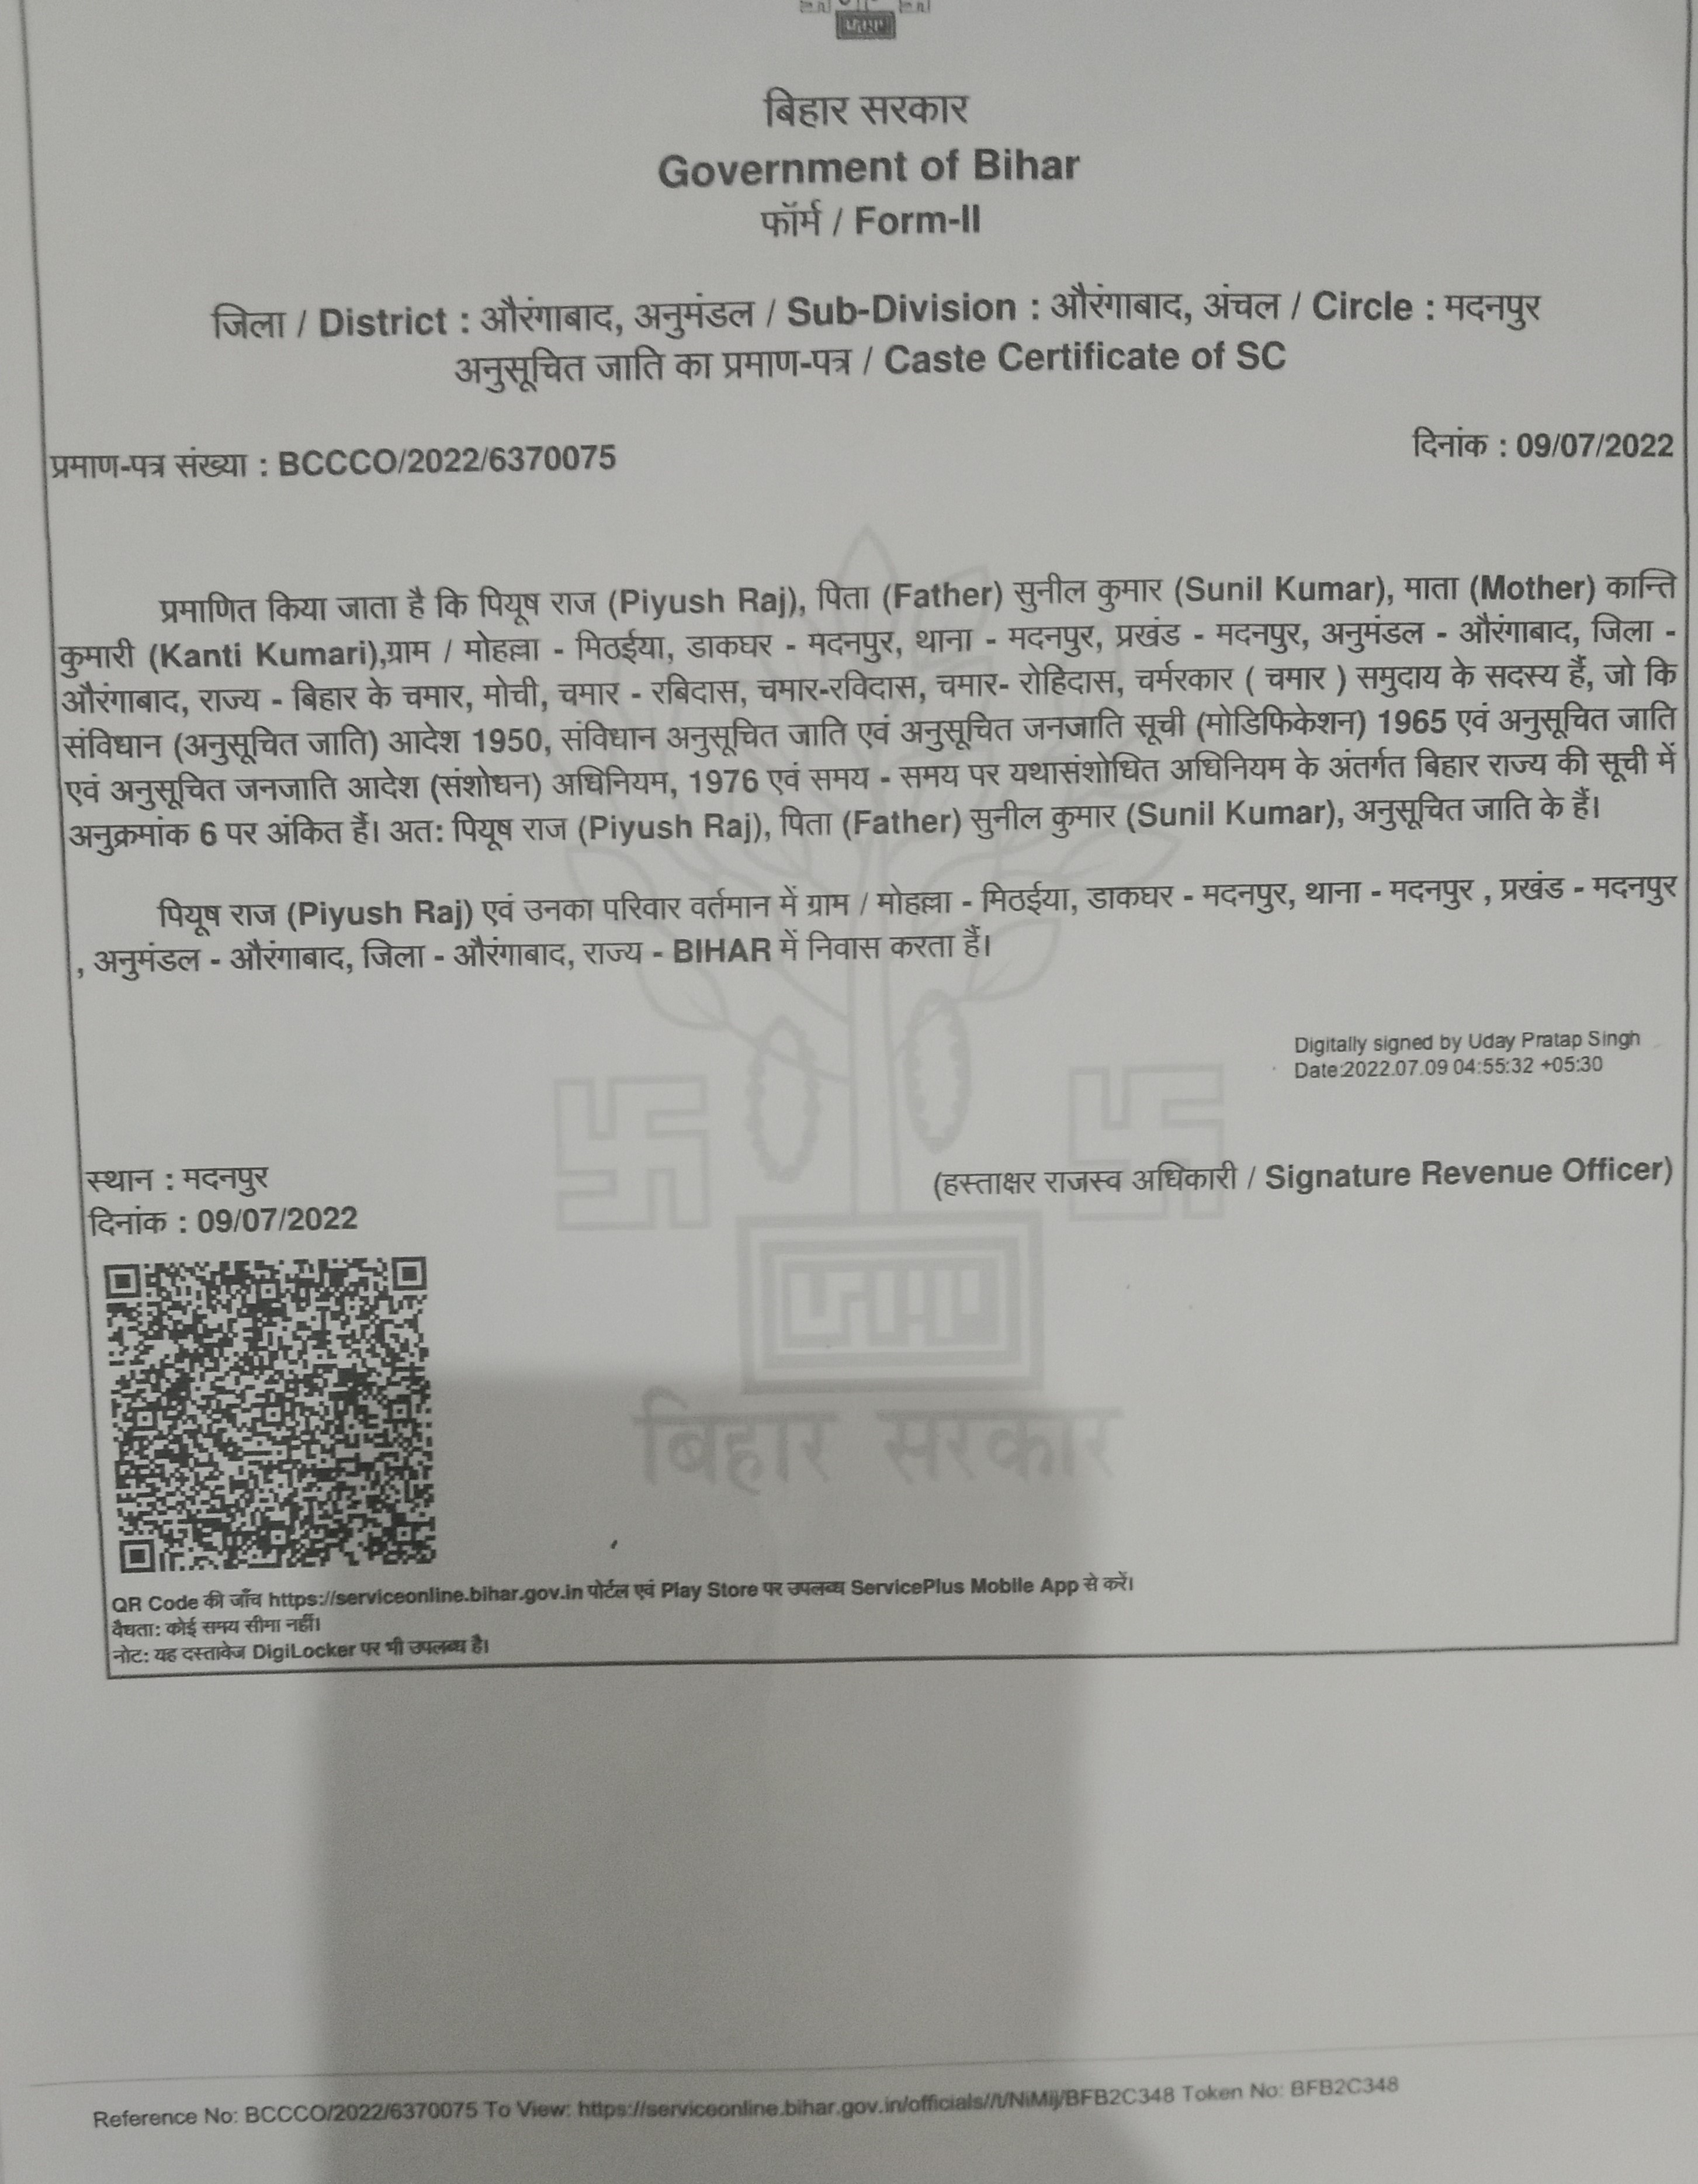 बिहार सरकार
Government of Bihar
फॉर्म / Form-II
जिला / District : औरंगाबाद, अनुमंडल / Sub-Division : औरंगाबाद, अंचल / Circle : मदनपुर
अनुसूचित जाति का प्रमाण-पत्र / Caste Certificate of SC
प्रमाण-पत्र संख्या : BCCCO/2022/6370075
दिनांक : 09/07/2022
प्रमाणित किया जाता है कि पियूष राज (Piyush Raj), पिता (Father) सुनील कुमार (Sunil Kumar), माता (Mother) कान्ति
कुमारी (Kanti Kumari),ग्राम / मोहल्ला - मिठईया, डाकघर - मदनपुर, थाना - मदनपुर, प्रखंड - मदनपुर, अनुमंडल - औरंगाबाद, जिला -
औरंगाबाद, राज्य - बिहार के चमार, मोची, चमार - रबिदास, चमार-रविदास, चमार- रोहिदास, चर्मरकार ( चमार ) समुदाय के सदस्य हैं, जो कि
संविधान (अनुसूचित जाति) आदेश 1950, संविधान अनुसूचित जाति एवं अनुसूचित जनजाति सूची (मोडिफिकेशन) 1965 एवं अनुसूचित जाति
एवं अनुसूचित जनजाति आदेश (संशोधन) अधिनियम, 1976 एवं समय - समय पर यथासंशोधित अधिनियम के अंतर्गत बिहार राज्य की सूची में
अनुक्रमांक 6 पर अंकित हैं। अत: पियूष राज (Piyush Raj), पिता (Father) सुनील कुमार (Sunil Kumar), अनुसूचित जाति के हैं।
पियूष राज (Piyush Raj) एवं उनका परिवार वर्तमान में ग्राम / मोहल्ला - मिठईया, डाकघर - मदनपुर, थाना - मदनपुर , प्रखंड - मदनपुर
, अनुमंडल - औरंगाबाद, जिला - औरंगाबाद, राज्य - BIHAR में निवास करता हैं।
Digitally signed by Uday Pratap Singh
Date:2022.07.09 04:55:32 +05:30
स्थान : मदनपुर
(हस्ताक्षर राजस्व अधिकारी / Signature Revenue Officer)
दिनांक : 09/07/2022
बिहार सरकार
QR Code की जाँच https://serviceonline.bihar.gov.in पोर्टल एवं Play Store पर उपलब्ध ServicePlus Mobile App से करें।
वैधता: कोई समय सीमा नहीं।
नोट: यह दस्तावेज DigiLocker पर भी उपलब्ध है।
Reference No: BCCCO/2022/6370075 To View: https://serviceonline.bihar.gov.in/officials//t/NiMij/BFB2C348 Token No: BFB2C348